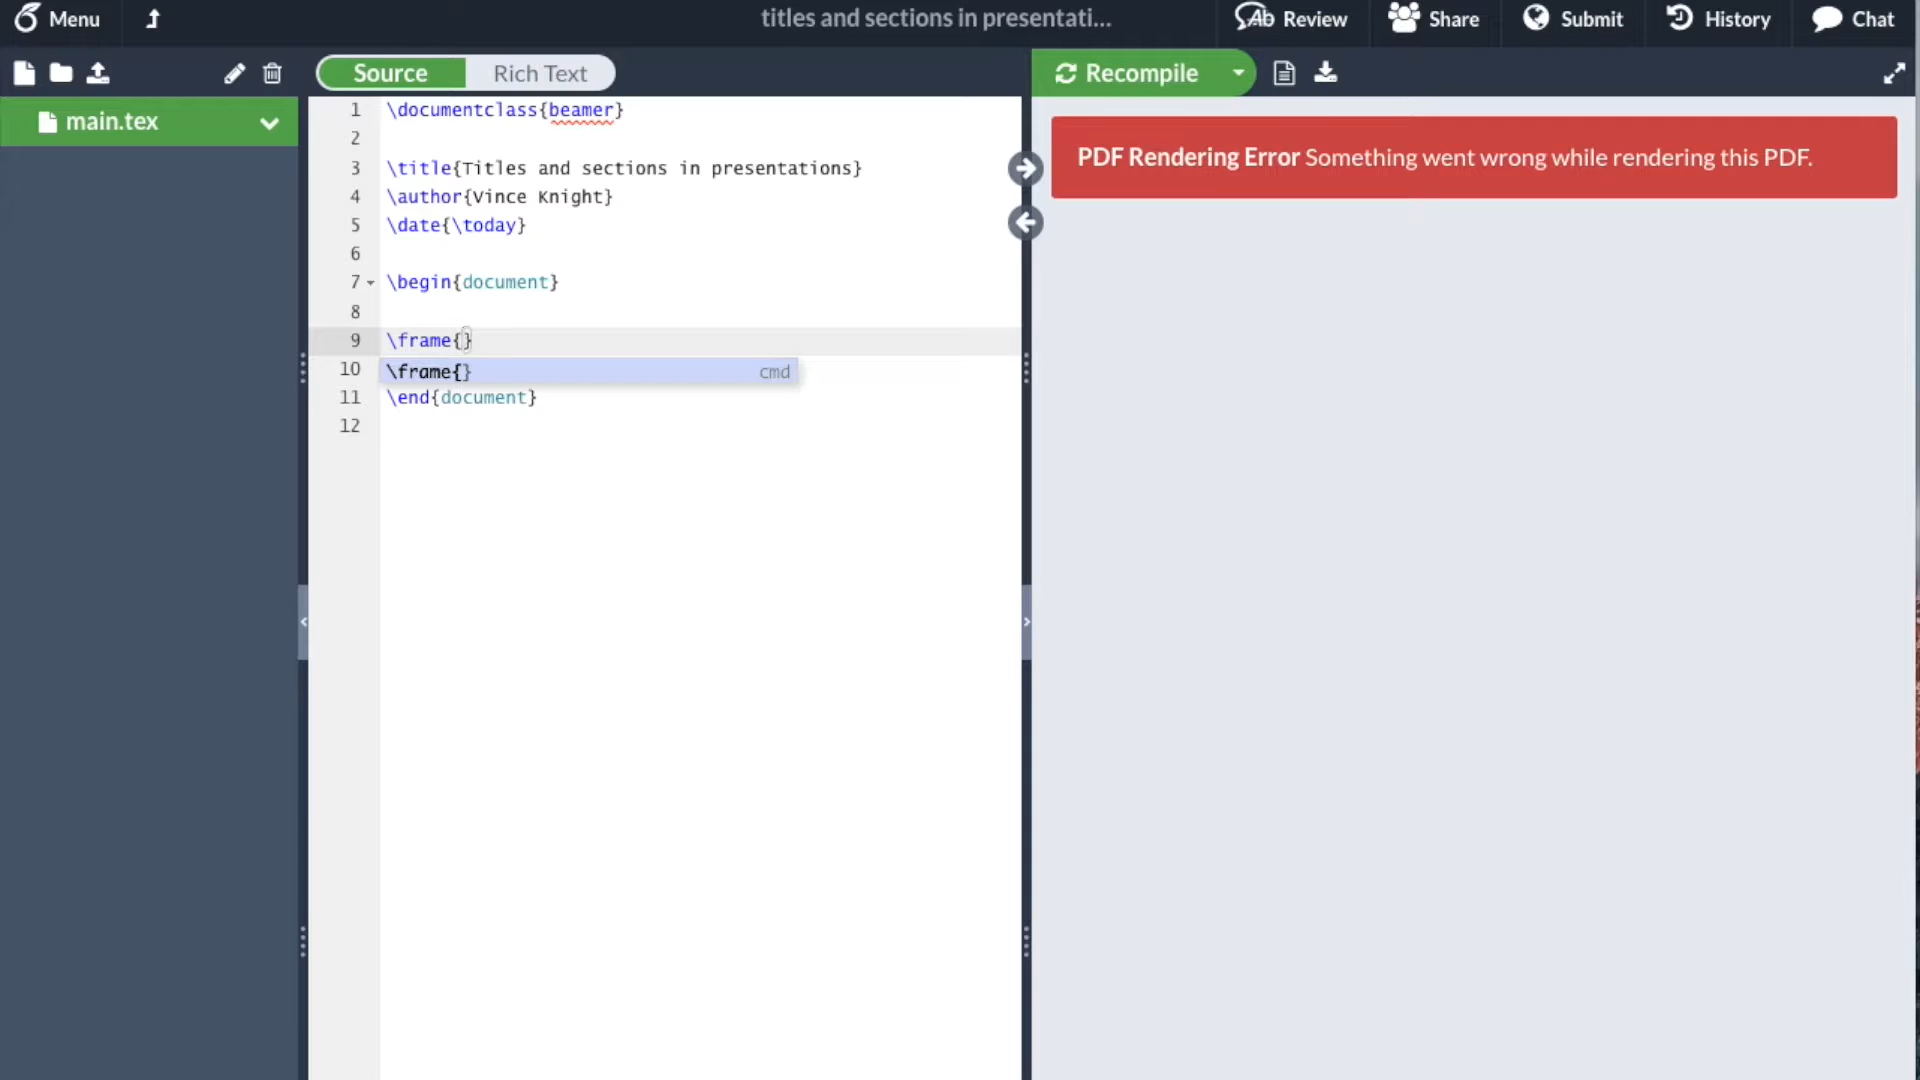 Menu
titles and sections in presentati...
Review
Share
Submit
History
Chat
Source
Rich Text
Recompile
main.tex
1 \documentclass{beamer}
2
3 \title{Titles and sections in presentations}
4 \author{Vince Knight}
5 \date{\today}
6
7 \begin{document}
8
9 \frame{}
10 \frame{} cmd
11 \end{document}
12
PDF Rendering Error Something went wrong while rendering this PDF.